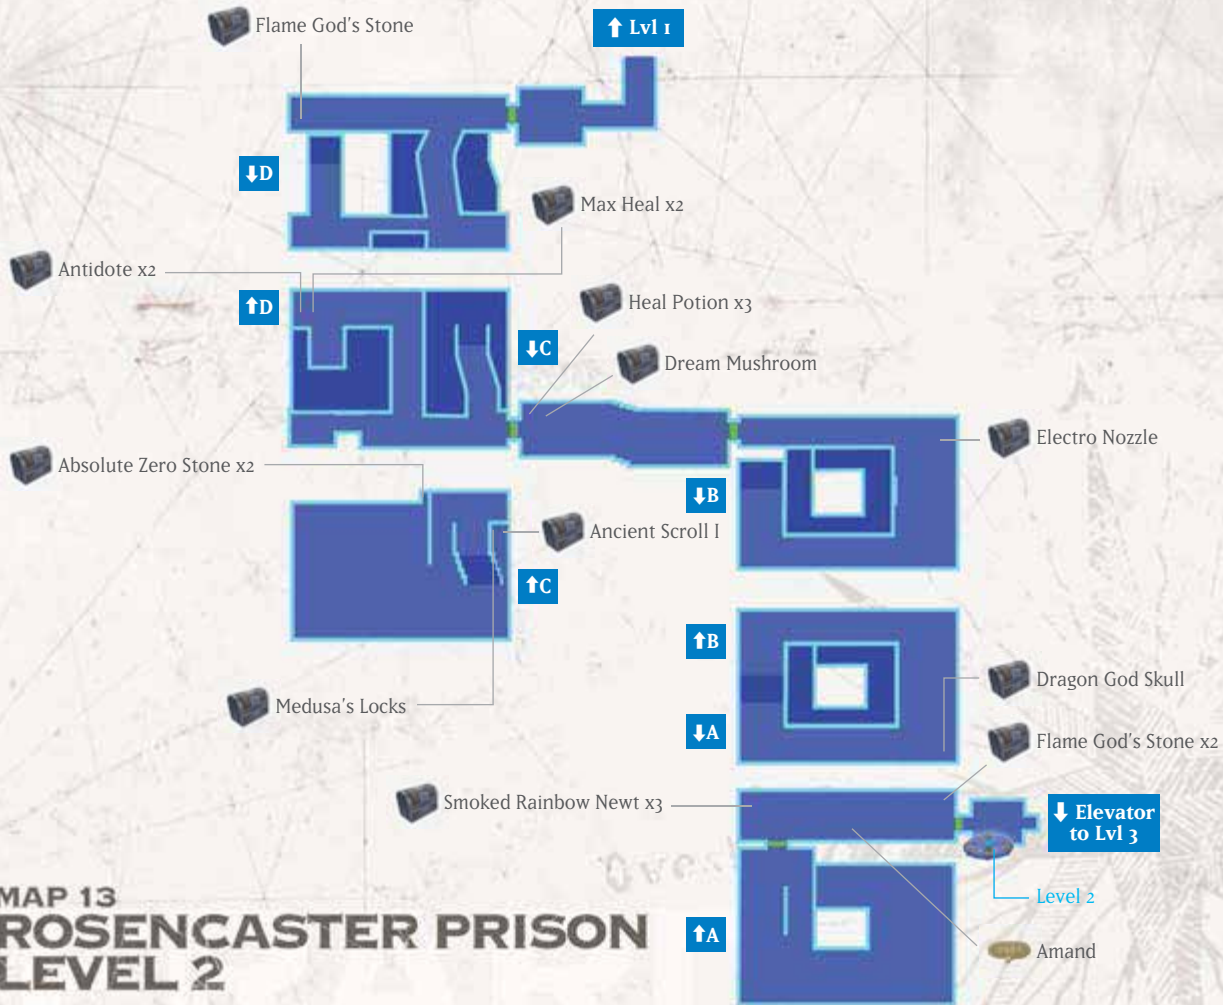 Flame God's Stone
↑ Lvl 1
↓D
Max Heal x2
Antidote x2
↑D
Heal Potion x3
↓C
Dream Mushroom
Electro Nozzle
Absolute Zero Stone x2
↓B
Ancient Scroll I
↑C
↑B
Dragon God Skull
Medusa's Locks
↓A
Flame God's Stone x2
Smoked Rainbow Newt x3
↓ Elevator
to Lvl 3
Level 2
↑A
Amand
MAP 13
ROSENCASTER PRISON
LEVEL 2